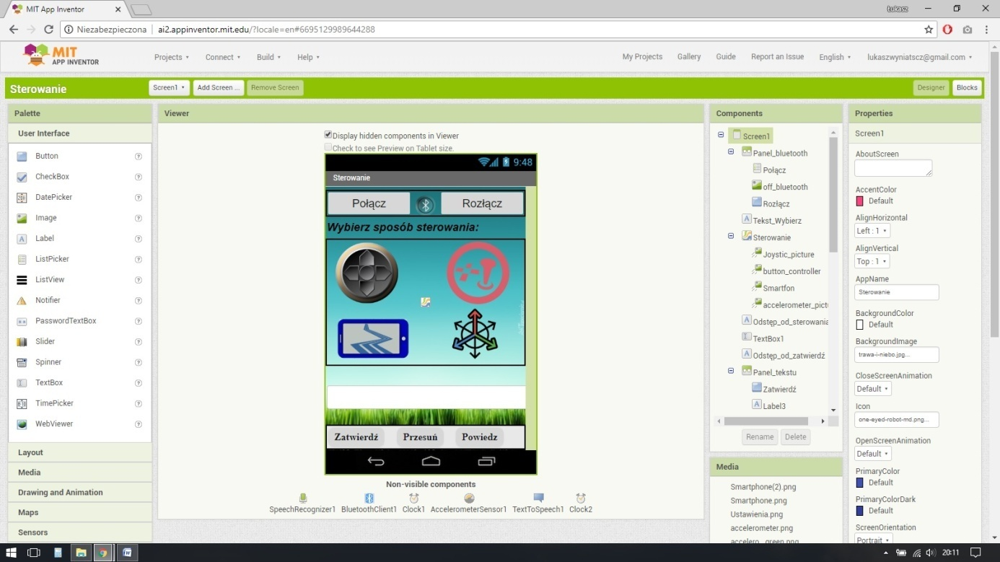 MIT App Inventor
Łukasz
Niezabezpieczona
ai2.appinventor.mit.edu/?locale=en#6695129989644288
MIT
APP INVENTOR
Projects
Connect
Build
Help
My Projects
Gallery
Guide
Report an Issue
English
lukaszwyniatscz@gmail.com
Sterowanie
Screen1
Add Screen ...
Remove Screen
Designer
Blocks
Palette
User Interface
Button
CheckBox
DatePicker
Image
Label
ListPicker
ListView
Notifier
PasswordTextBox
Slider
Spinner
TextBox
TimePicker
WebViewer
Layout
Media
Drawing and Animation
Maps
Sensors
Viewer
Display hidden components in Viewer
Check to see Preview on Tablet size.
9:48
Sterowanie
Połącz
Rozłącz
Wybierz sposób sterowania:
Zatwierdź
Przesuń
Powiedz
Non-visible components
SpeechRecognizer1
BluetoothClient1
Clock1
AccelerometerSensor1
TextToSpeech1
Clock2
Components
Screen1
Panel_bluetooth
Połącz
off_bluetooth
Rozłącz
Tekst_Wybierz
Sterowanie
Joystic_picture
button_controller
Smartfon
accelerometer_pictu
Odstęp_od_sterowania
TextBox1
Odstęp_od_zatwierdź
Panel_tekstu
Zatwierdź
Label3
Rename
Delete
Media
Smartphone(2).png
Smartphone.png
Ustawienia.png
accelerometer.png
accelero...green.png
Properties
Screen1
AboutScreen
AccentColor
Default
AlignHorizontal
Left : 1
AlignVertical
Top : 1
AppName
Sterowanie
BackgroundColor
Default
BackgroundImage
trawa-i-niebo.jpg...
CloseScreenAnimation
Default
Icon
one-eyed-robot-md.png...
OpenScreenAnimation
Default
PrimaryColor
Default
PrimaryColorDark
Default
ScreenOrientation
Portrait
20:11